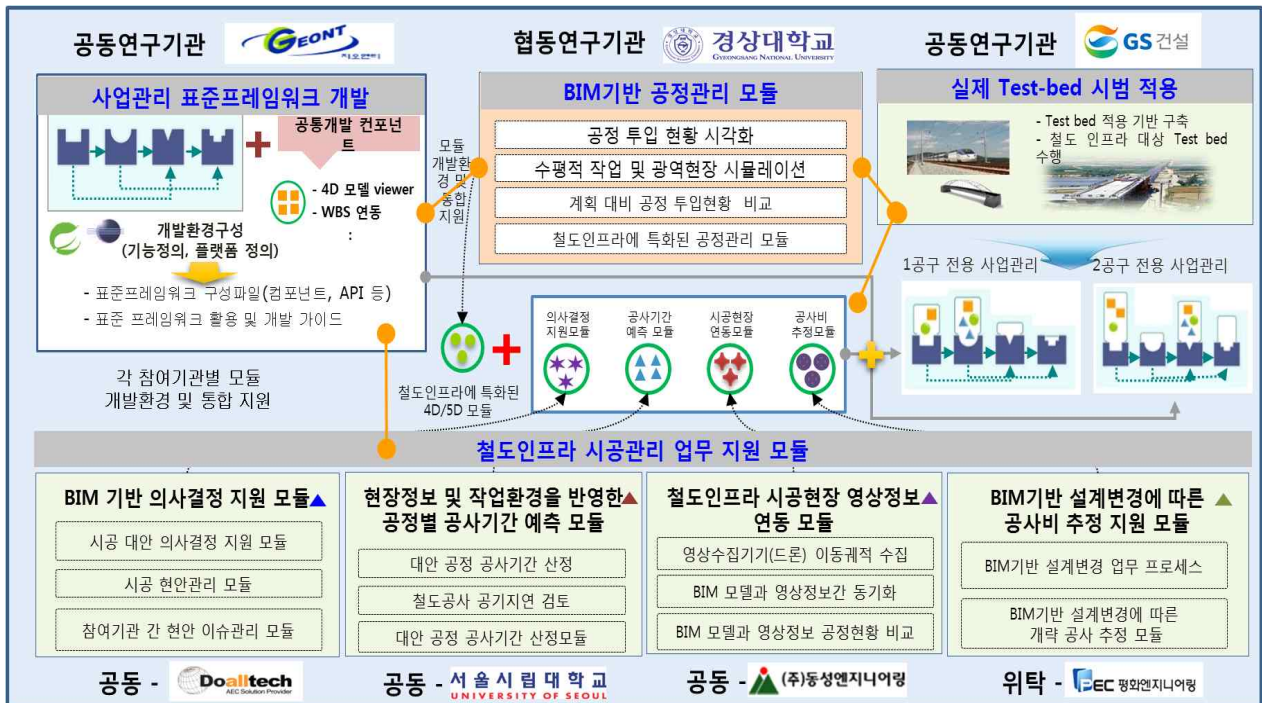 공동연구기관
GEONT
지오앤티
협동연구기관
경상대학교
GYEONGSANG NATIONAL UNIVERSITY
공동연구기관
GS건설
사업관리 표준프레임워크 개발
공통개발 컴포넌
트
- 4D 모델 viewer
- WBS 연동
:
개발환경구성
(기능정의, 플랫폼 정의)
- 표준프레임워크 구성파일(컴포넌트, API 등)
- 표준 프레임워크 활용 및 개발 가이드
각 참여기관별 모듈
개발환경 및 통합 지원
모듈
개발환
경 및
통합
지원
BIM기반 공정관리 모듈
공정 투입 현황 시각화
수평적 작업 및 광역현장 시뮬레이션
계획 대비 공정 투입현황 비교
철도인프라에 특화된 공정관리 모듈
실제 Test-bed 시범 적용
- Test bed 적용 기반 구축
- 철도 인프라 대상 Test bed
수행
1공구 전용 사업관리
2공구 전용 사업관리
철도인프라에 특화된
4D/5D 모듈
의사결정
지원모듈
공사기간
예측 모듈
시공현장
연동모듈
공사비
추정모듈
철도인프라 시공관리 업무 지원 모듈
BIM 기반 의사결정 지원 모듈
시공 대안 의사결정 지원 모듈
시공 현안관리 모듈
참여기관 간 현안 이슈관리 모듈
현장정보 및 작업환경을 반영한
공정별 공사기간 예측 모듈
대안 공정 공사기간 산정
철도공사 공기지연 검토
대안 공정 공사기간 산정모듈
철도인프라 시공현장 영상정보
연동 모듈
영상수집기기(드론) 이동궤적 수집
BIM 모델과 영상정보간 동기화
BIM 모델과 영상정보 공정현황 비교
BIM기반 설계변경에 따른
공사비 추정 지원 모듈
BIM기반 설계변경 업무 프로세스
BIM기반 설계변경에 따른
개략 공사 추정 모듈
공동 - Doalltech
AEC Solution Provider
공동 - 서울시립대학교
UNIVERSITY OF SEOUL
공동 - (주)동성엔지니어링
위탁 - PEC 평화엔지니어링